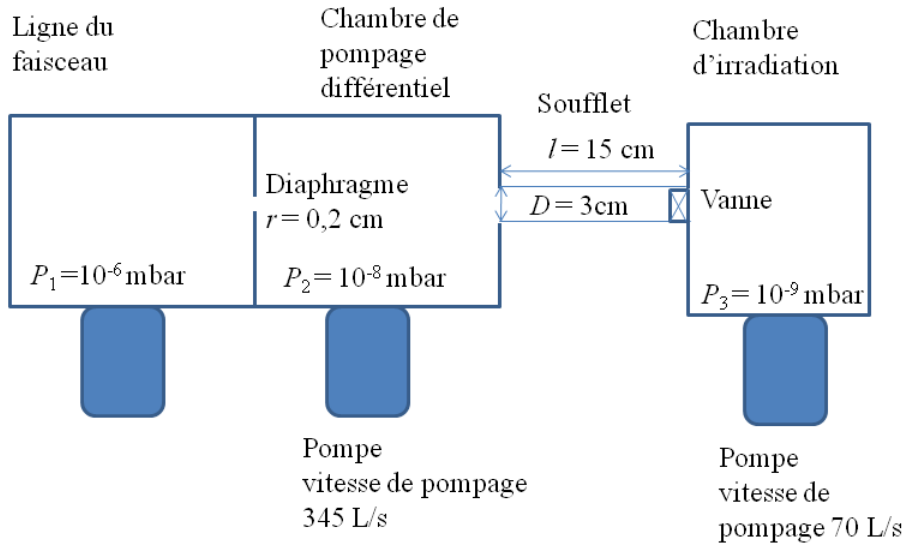 Ligne du
faisceau
Chambre de
pompage
différentiel
Chambre
d’irradiation
Soufflet
l = 15 cm
Diaphragme
r = 0,2 cm
D = 3cm
Vanne
P₁=10⁻⁶ mbar
P₂ = 10⁻⁸ mbar
P₃ = 10⁻⁹ mbar
Pompe
vitesse de pompage
345 L/s
Pompe
vitesse de
pompage 70 L/s